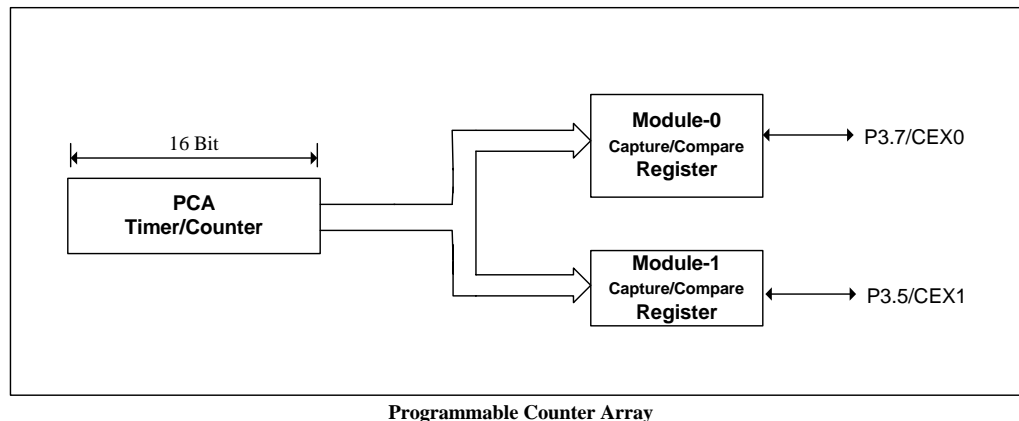 16 Bit
PCA
Timer/Counter
Module-0
Capture/Compare
Register
P3.7/CEX0
Module-1
Capture/Compare
Register
P3.5/CEX1
Programmable Counter Array